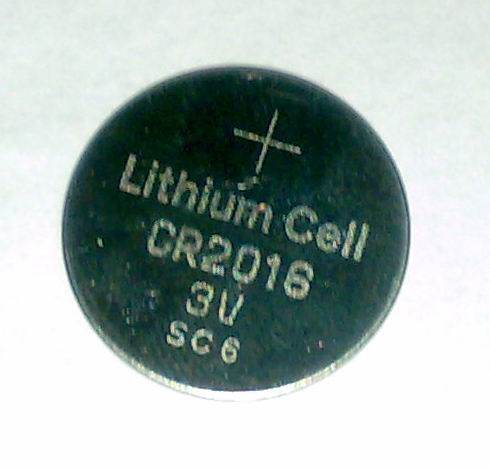 +
Lithium Cell
CR2016
3V
SC6